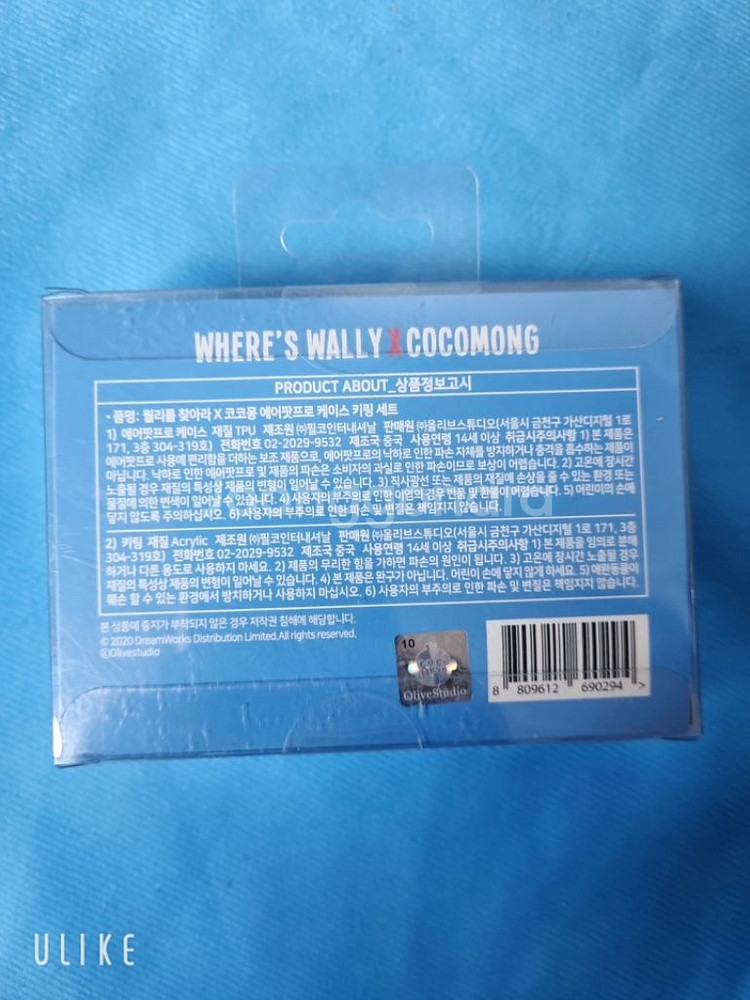 WHERE'S WALLY X COCOMONG
PRODUCT ABOUT_상품정보고시
· 품명: 월리를 찾아라 X 코코몽 에어팟프로 케이스 키링 세트
1) 에어팟프로 케이스 재질 TPU 제조원 ㈜필코인터내셔날 판매원 ㈜올리브스튜디오(서울시 금천구 가산디지털 1로
171, 3층 304-319호) 전화번호 02-2029-9532 제조국 중국 사용연령 14세 이상 취급시주의사항 1) 본 제품은
에어팟프로 사용에 편리함을 더하는 보조 제품으로, 에어팟프로의 낙하로 인한 파손 자체를 방지하거나 충격을 흡수하는 제품이
아닙니다. 낙하로 인한 에어팟프로 및 제품의 파손은 소비자의 과실로 인한 파손이므로 보상이 어렵습니다. 2) 고온에 장시간
노출될 경우 재질의 특성상 제품의 변형이 일어날 수 있습니다. 3) 직사광선 또는 제품의 재질에 손상을 줄 수 있는 환경 또는
물질에 의한 변색이 있어날 수 있습니다. 4) 사용자의 부주의로 인한 이염의 경우 반품 및 환불이 어렵습니다. 5) 어린이의 손에
닿지 않도록 주의하십시오. 6) 사용자의 부주의로 인한 파손 및 변질은 책임지지 않습니다.
2) 키링 재질 Acrylic 제조원 ㈜필코인터내셔날 판매원 ㈜올리브스튜디오(서울시 금천구 가산디지털 1로 171, 3층
304-319호) 전화번호 02-2029-9532 제조국 중국 사용연령 14세 이상 취급시주의사항 1) 본 제품을 임의로 분해
하거나 다른 용도로 사용하지 마세요. 2) 제품의 무리한 힘을 가하면 파손의 원인이 됩니다. 3) 고온에 장시간 노출될 경우
재질의 특성상 제품의 변형이 일어날 수 있습니다. 4) 본 제품은 완구가 아닙니다. 어린이 손에 닿지 않게 하세요. 5) 애완동물이
훼손 할 수 있는 환경에서 방치하거나 사용하지 마십시오. 6) 사용자의 부주의로 인한 파손 및 변질은 책임지지 않습니다.
본 상품에 증지가 부착되지 않은 경우 저작권 침해에 해당합니다.
© 2020 DreamWorks Distribution Limited. All rights reserved.
ⓒOlivestudio
10
OliveStudio
8 809612 690294 >
ULIKE